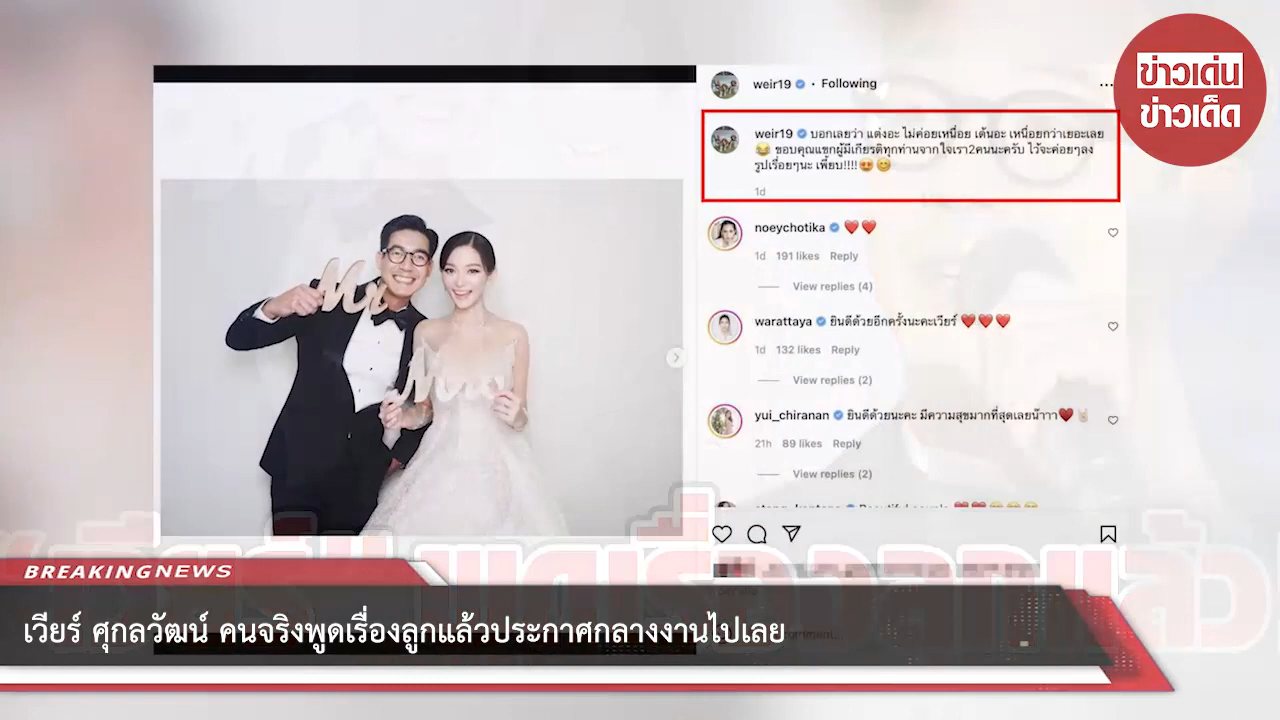 ข่าวเด่น
ข่าวเด็ด
weir19 • Following
weir19 บอกเลยว่า แต่งอะ ไม่ค่อยเหนื่อย เต้นอะ เหนื่อยกว่าเยอะเลย
😂 ขอบคุณแขกผู้มีเกียรติทุกท่านจากใจเรา2คนนะครับ ไว้จะค่อยๆลง
รูปเรื่อยๆนะ เพี้ยบ!!!!😍😊
1d
noeychotika ❤️❤️
1d 191 likes Reply
View replies (4)
warattaya ยินดีด้วยอีกครั้งนะคะเวียร์ ❤️❤️❤️
1d 132 likes Reply
View replies (2)
yui_chiranan ยินดีด้วยนะคะ มีความสุขมากที่สุดเลยน้าาา❤️🤟🏻
21h 89 likes Reply
View replies (2)
Mr
Mrs
BREAKING NEWS
เวียร์ ศุกลวัฒน์ คนจริงพูดเรื่องลูกแล้วประกาศกลางงานไปเลย